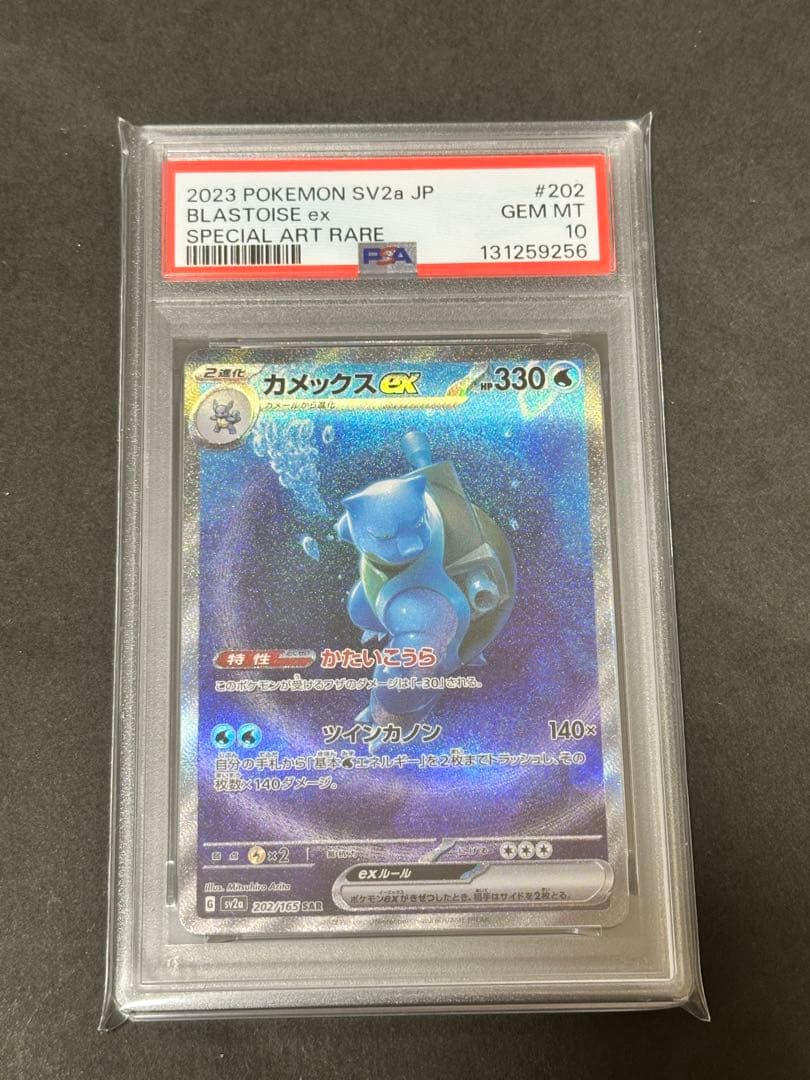 2023 POKEMON SV2a JP #202
BLASTOISE ex GEM MT
SPECIAL ART RARE 10
PSA 131259256
2進化 カメックスex HP 330
カメールから進化
特性 かたいこうら
このポケモンが受けるワザのダメージは「-30」される。
ツインカノン 140×
自分の手札から「基本エネルギー」を2枚までトラッシュし、その
枚数×140ダメージ。
弱点 ×2
exルール
ポケモンexがきぜつしたとき、相手はサイドを2枚とる。
Illus. Mitsuhiro Arita
G sv2a 202/165 SAR